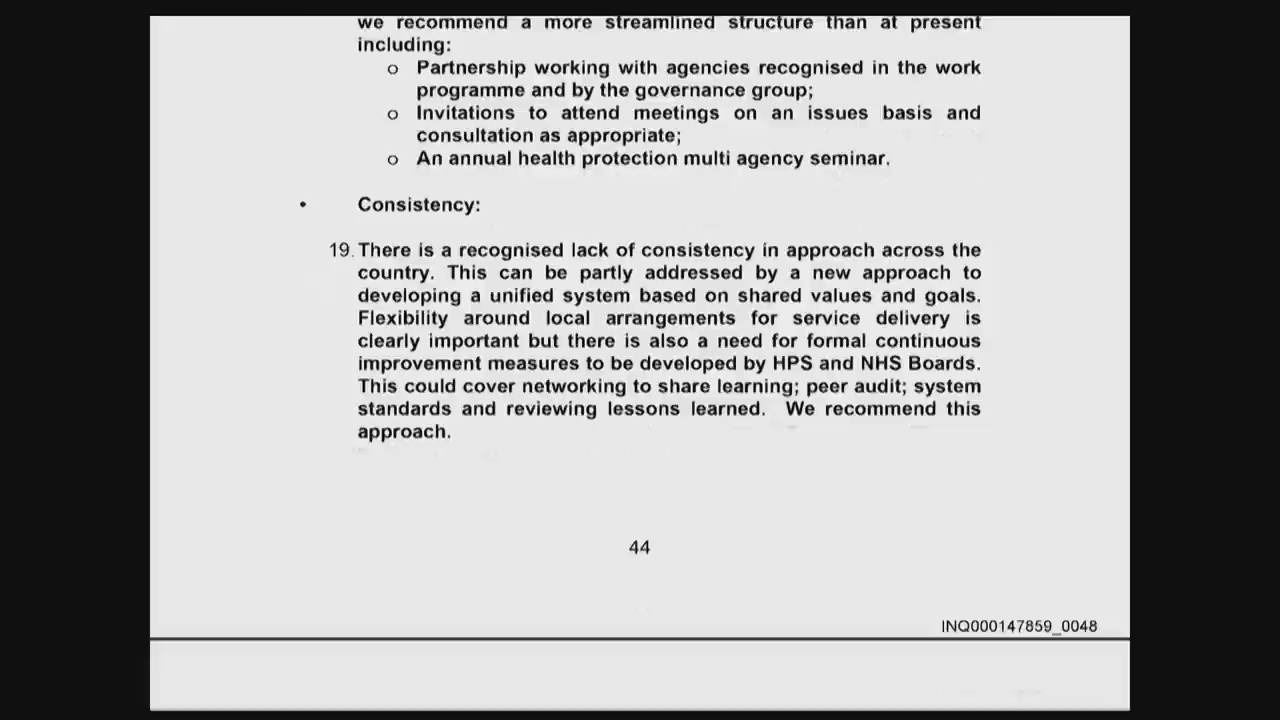 we recommend a more streamlined structure than at present
including:
o Partnership working with agencies recognised in the work
programme and by the governance group;
o Invitations to attend meetings on an issues basis and
consultation as appropriate;
o An annual health protection multi agency seminar.
• Consistency:
19. There is a recognised lack of consistency in approach across the
country. This can be partly addressed by a new approach to
developing a unified system based on shared values and goals.
Flexibility around local arrangements for service delivery is
clearly important but there is also a need for formal continuous
improvement measures to be developed by HPS and NHS Boards.
This could cover networking to share learning; peer audit; system
standards and reviewing lessons learned. We recommend this
approach.
44
INQ000147859_0048